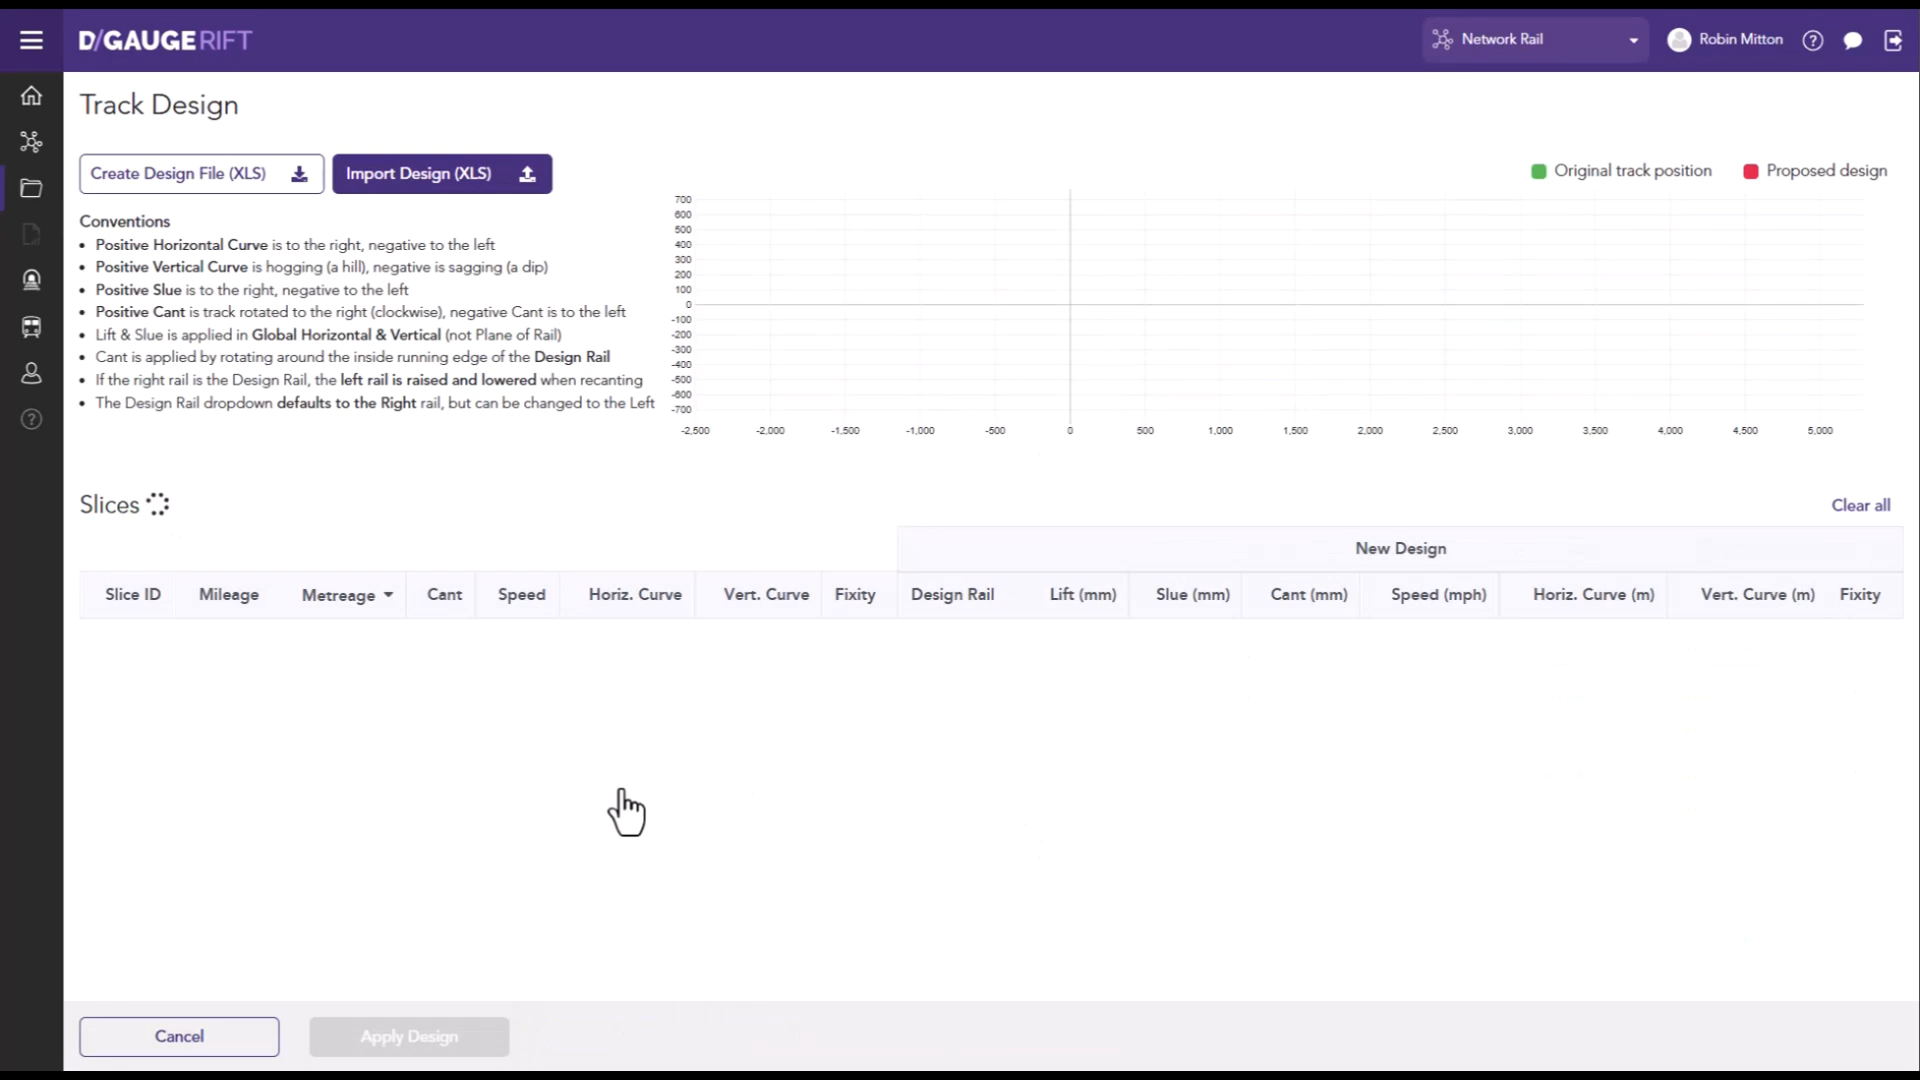 D/GAUGERIFT
Network Rail
Robin Mitton
Track Design
Create Design File (XLS)
Import Design (XLS)
Original track position
Proposed design
Conventions
• Positive Horizontal Curve is to the right, negative to the left
• Positive Vertical Curve is hogging (a hill), negative is sagging (a dip)
• Positive Slue is to the right, negative to the left
• Positive Cant is track rotated to the right (clockwise), negative Cant is to the left
• Lift & Slue is applied in Global Horizontal & Vertical (not Plane of Rail)
• Cant is applied by rotating around the inside running edge of the Design Rail
• If the right rail is the Design Rail, the left rail is raised and lowered when recanting
• The Design Rail dropdown defaults to the Right rail, but can be changed to the Left
700
600
500
400
300
200
100
0
-100
-200
-300
-400
-500
-600
-700
-2,500 -2,000 -1,500 -1,000 -500 0 500 1,000 1,500 2,000 2,500 3,000 3,500 4,000 4,500 5,000
Slices
Clear all
New Design
Slice ID Mileage Metreage Cant Speed Horiz. Curve Vert. Curve Fixity Design Rail Lift (mm) Slue (mm) Cant (mm) Speed (mph) Horiz. Curve (m) Vert. Curve (m) Fixity
Cancel
Apply Design